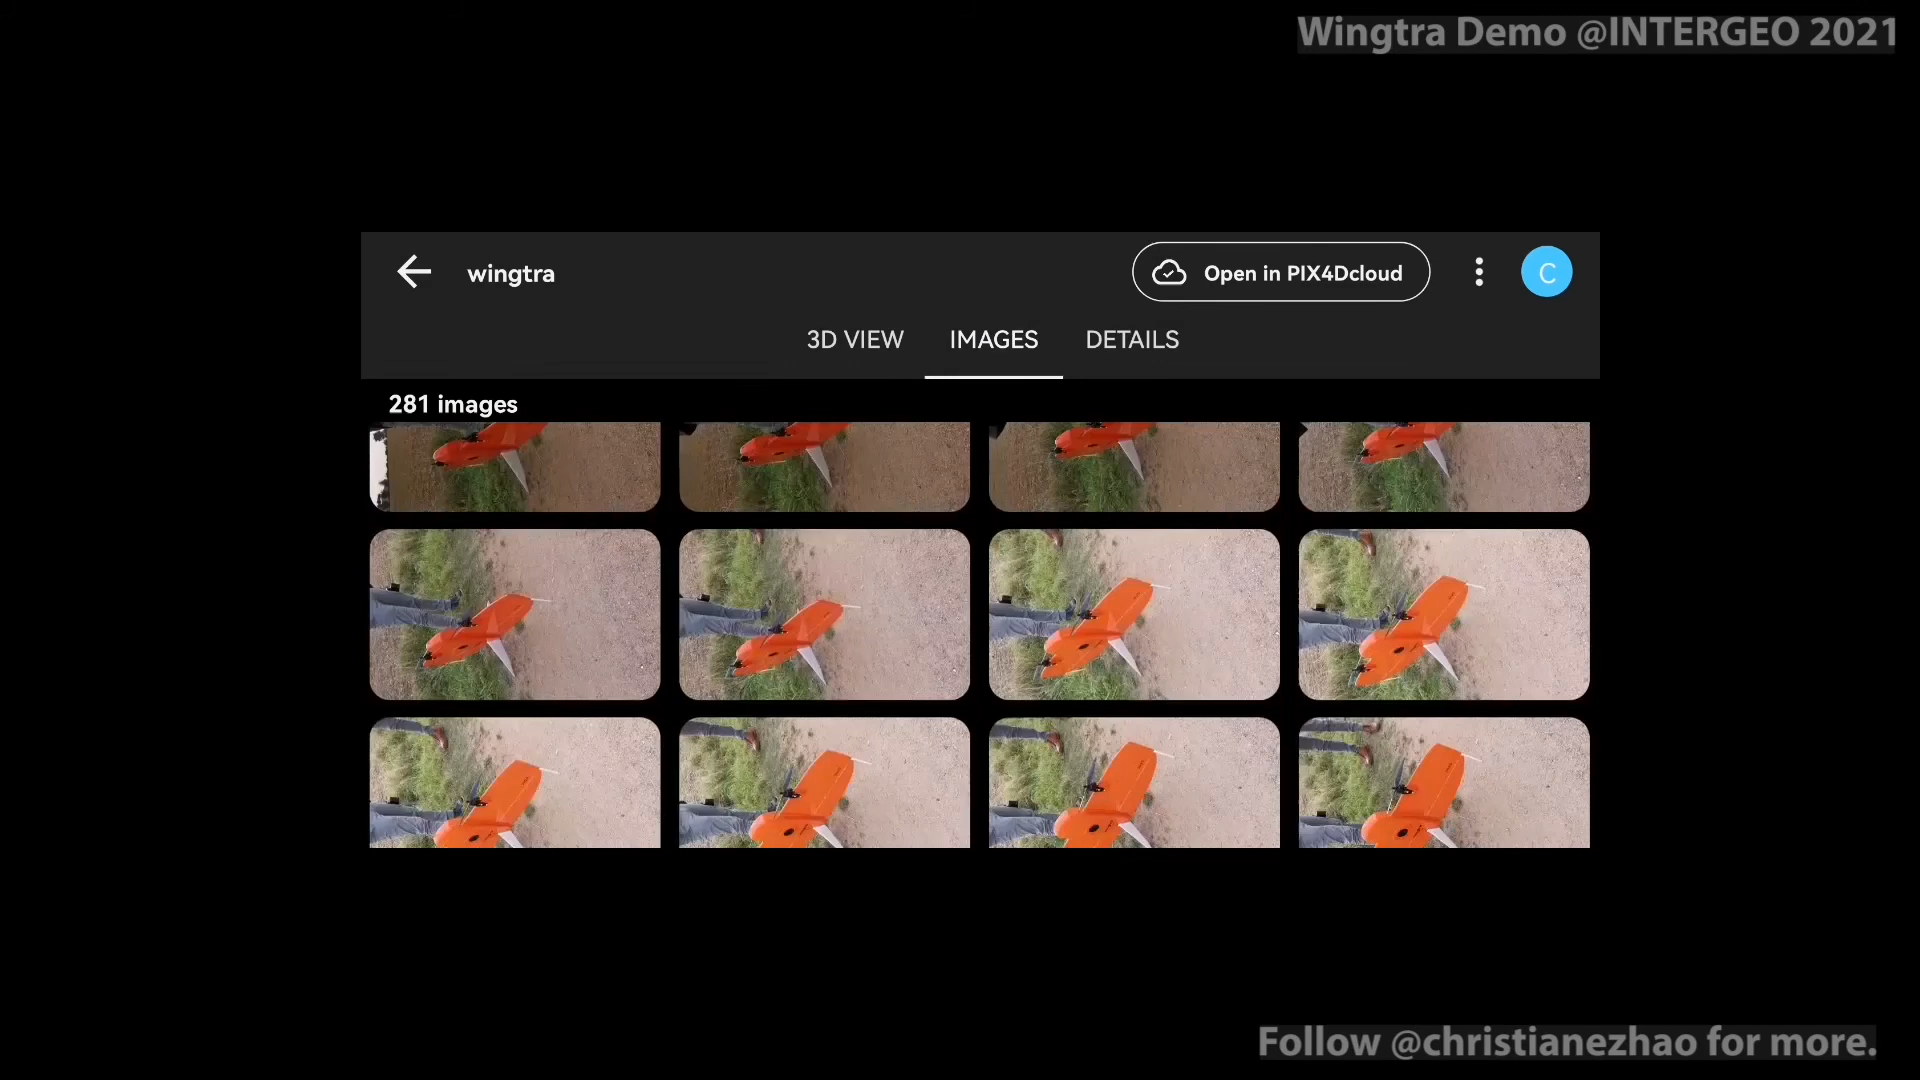 Wingtra Demo @INTERGEO 2021
wingtra
Open in PIX4Dcloud
C
3D VIEW
IMAGES
DETAILS
281 images
Follow @christianezhao for more.